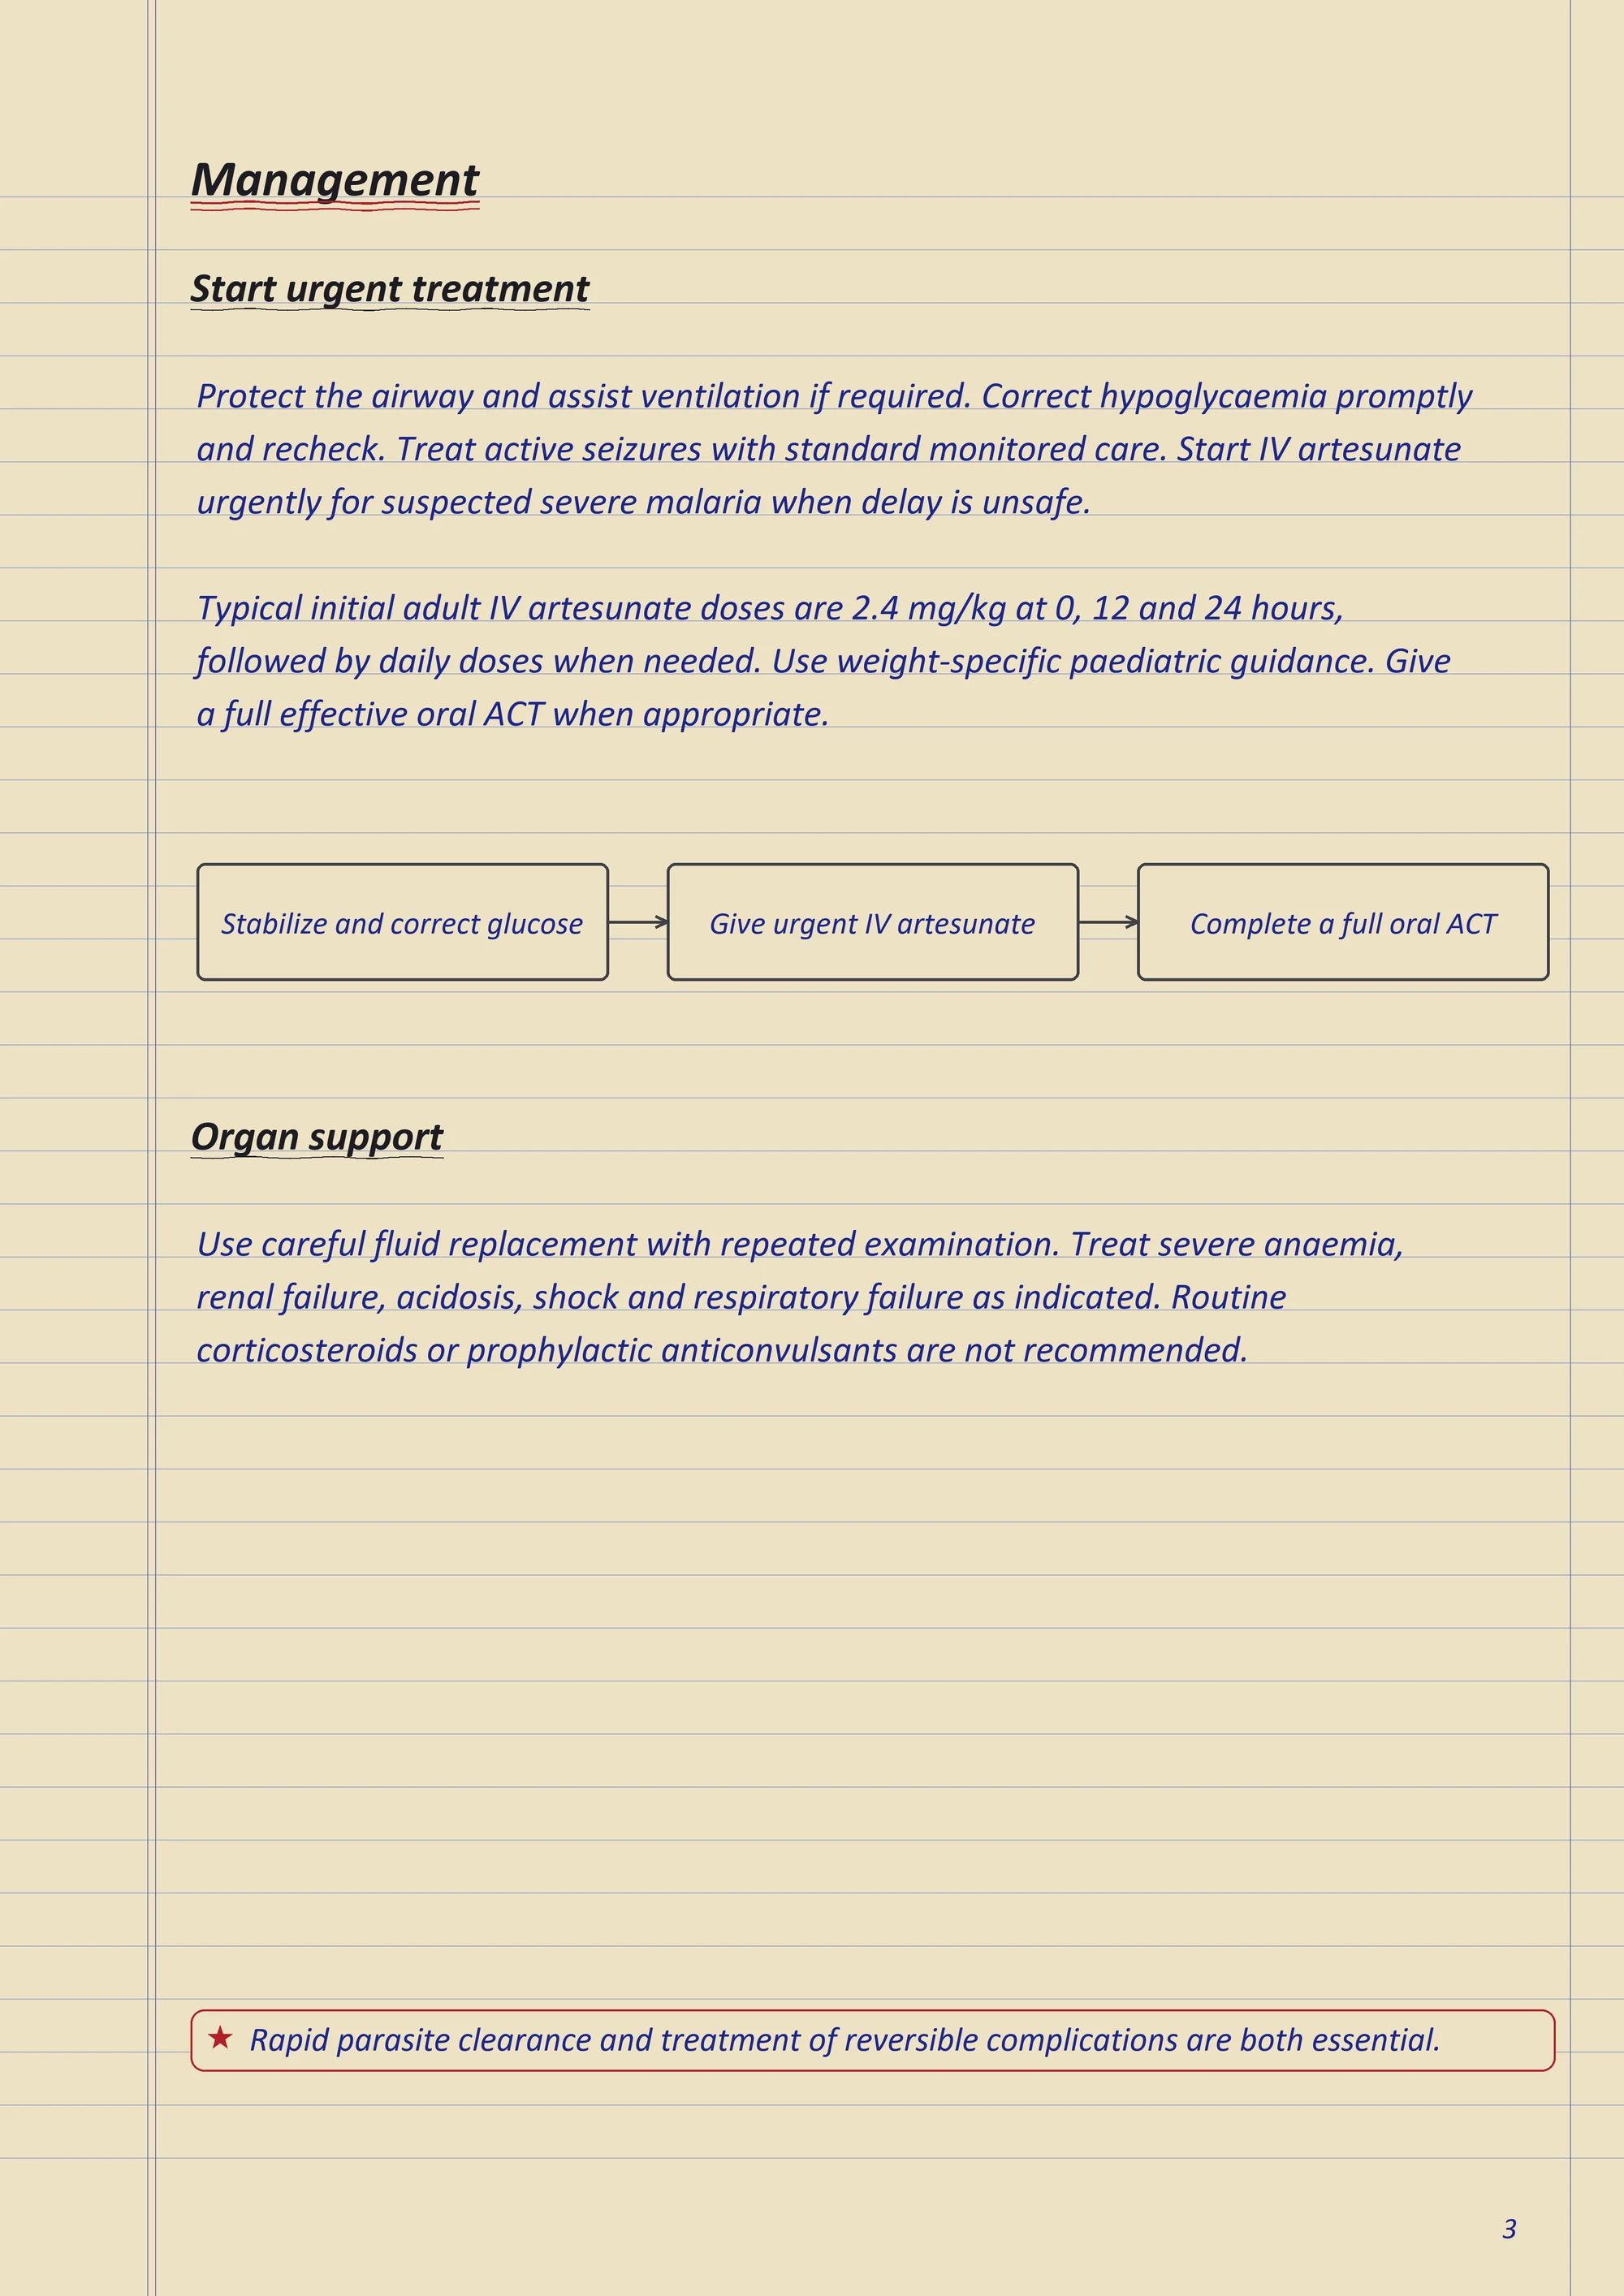 Management
Start urgent treatment
Protect the airway and assist ventilation if required. Correct hypoglycaemia promptly
and recheck. Treat active seizures with standard monitored care. Start IV artesunate
urgently for suspected severe malaria when delay is unsafe.
Typical initial adult IV artesunate doses are 2.4 mg/kg at 0, 12 and 24 hours,
followed by daily doses when needed. Use weight-specific paediatric guidance. Give
a full effective oral ACT when appropriate.
Stabilize and correct glucose
Give urgent IV artesunate
Complete a full oral ACT
Organ support
Use careful fluid replacement with repeated examination. Treat severe anaemia,
renal failure, acidosis, shock and respiratory failure as indicated. Routine
corticosteroids or prophylactic anticonvulsants are not recommended.
★ Rapid parasite clearance and treatment of reversible complications are both essential.
3